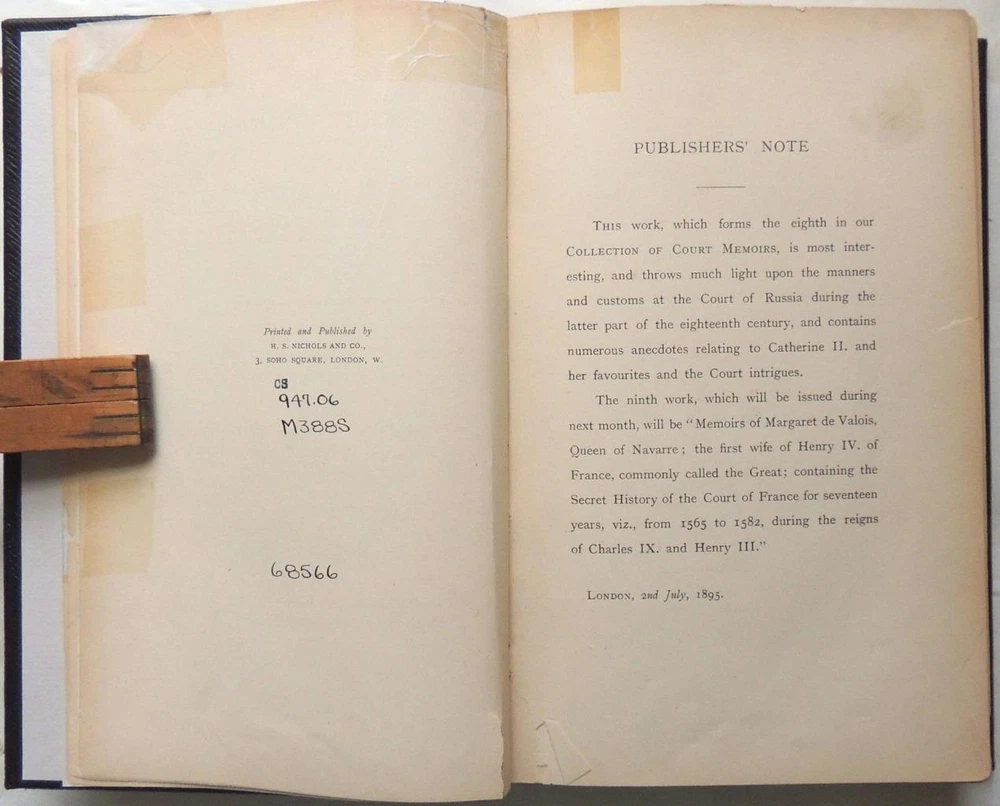 Printed and Published by
H. S. NICHOLS AND CO.,
3, SOHO SQUARE, LONDON, W.
CS
947.06
M388S
68566
PUBLISHERS' NOTE
THIS work, which forms the eighth in our
COLLECTION OF COURT MEMOIRS, is most inter-
esting, and throws much light upon the manners
and customs at the Court of Russia during the
latter part of the eighteenth century, and contains
numerous anecdotes relating to Catherine II. and
her favourites and the Court intrigues.
The ninth work, which will be issued during
next month, will be "Memoirs of Margaret de Valois,
Queen of Navarre; the first wife of Henry IV. of
France, commonly called the Great; containing the
Secret History of the Court of France for seventeen
years, viz., from 1565 to 1582, during the reigns
of Charles IX. and Henry III."
LONDON, 2nd July, 1895.